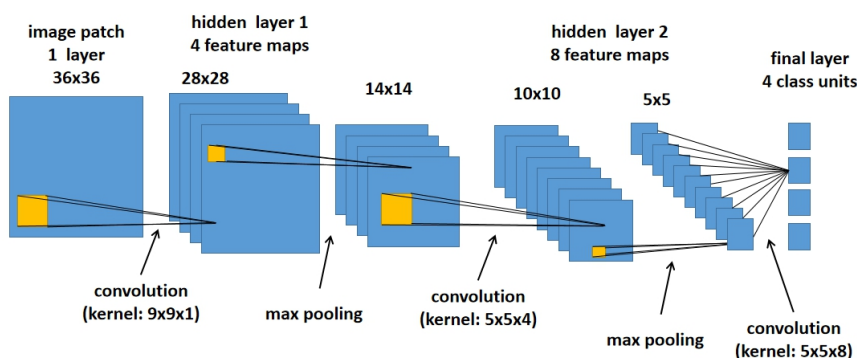 image patch
1 layer
36x36
hidden layer 1
4 feature maps
28x28
14x14
hidden layer 2
8 feature maps
10x10
5x5
final layer
4 class units
convolution
(kernel: 9x9x1)
max pooling
convolution
(kernel: 5x5x4)
max pooling
convolution
(kernel: 5x5x8)